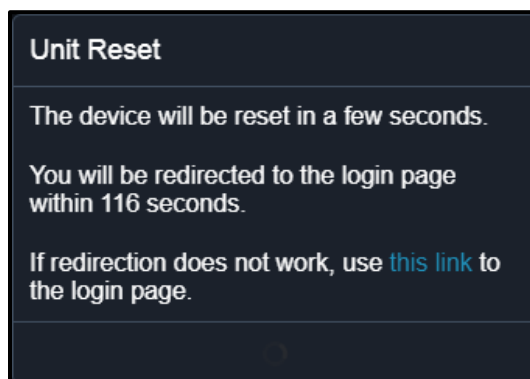 Unit Reset
The device will be reset in a few seconds.
You will be redirected to the login page
within 116 seconds.
If redirection does not work, use this link to
the login page.